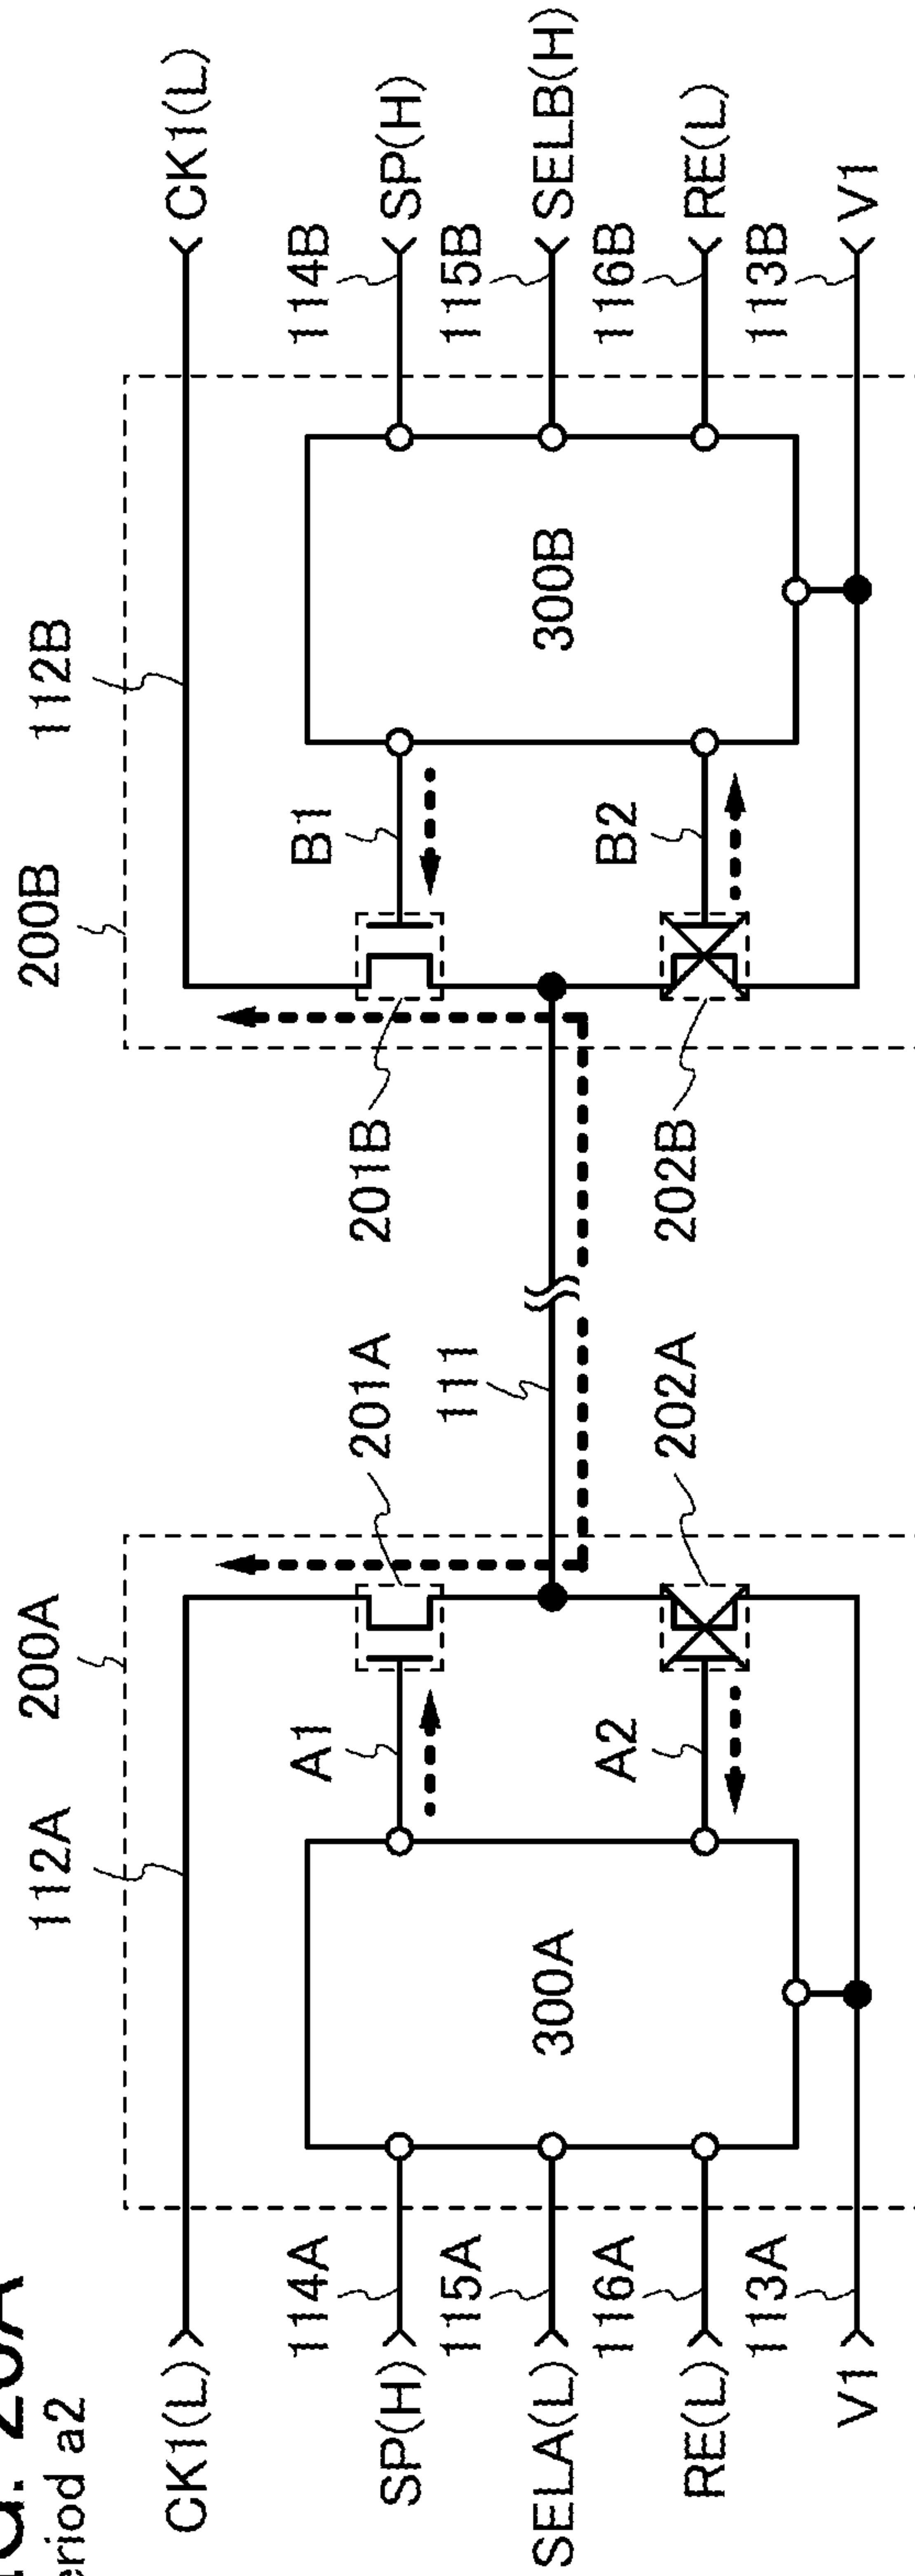 eriod a2
200A
200B
112A
112B
CK1(L)
CK1(L)
114A
A1
B1
114B
SP(H)
201A
201B
SP(H)
115A
111
115B
SELA(L)
300A
300B
SELB(H)
116A
A2
B2
116B
RE(L)
202A
202B
RE(L)
113A
113B
V1
V1